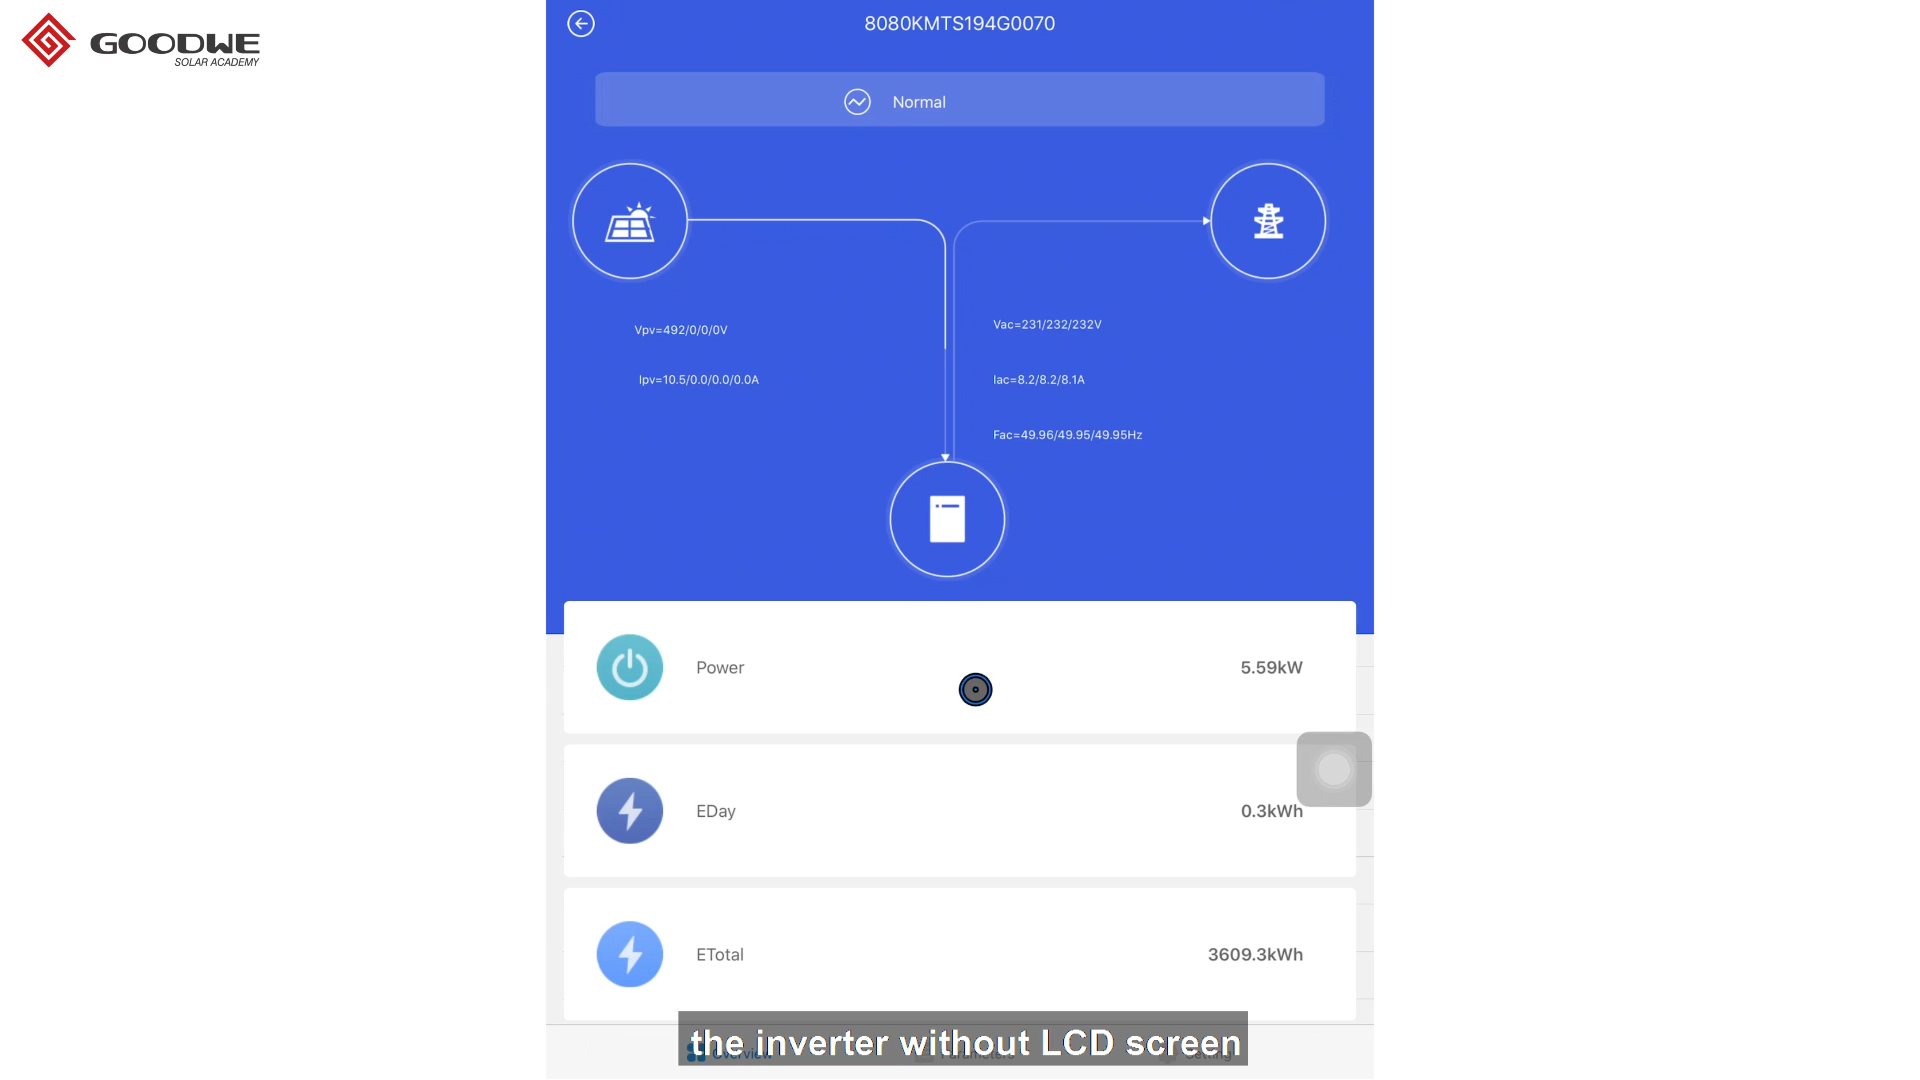 GOODWE
SOLAR ACADEMY
8080KMTS194G0070
Normal
Vpv=492/0/0/0V
Ipv=10.5/0.0/0.0/0.0A
Vac=231/232/232V
Iac=8.2/8.2/8.1A
Fac=49.96/49.95/49.95Hz
Power
5.59kW
EDay
0.3kWh
ETotal
3609.3kWh
the inverter without LCD screen
Overview